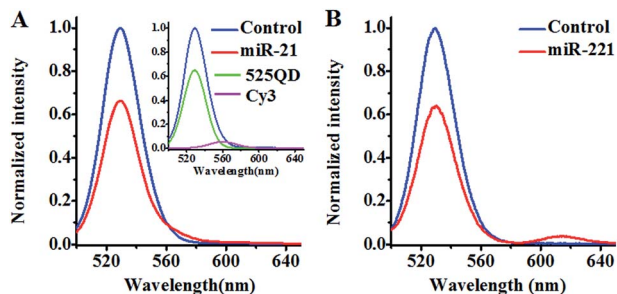 A
Control
miR-21
Normalized intensity
1.0
0.8
0.6
0.4
0.2
0.0
520
560
600
640
Wavelength(nm)
1.0
0.8
0.6
0.4
0.2
0.0
520
560
600
640
Wavelength(nm)
525QD
Cy3
B
Control
miR-221
Normalized intensity
1.0
0.8
0.6
0.4
0.2
0.0
520
560
600
640
Wavelength (nm)